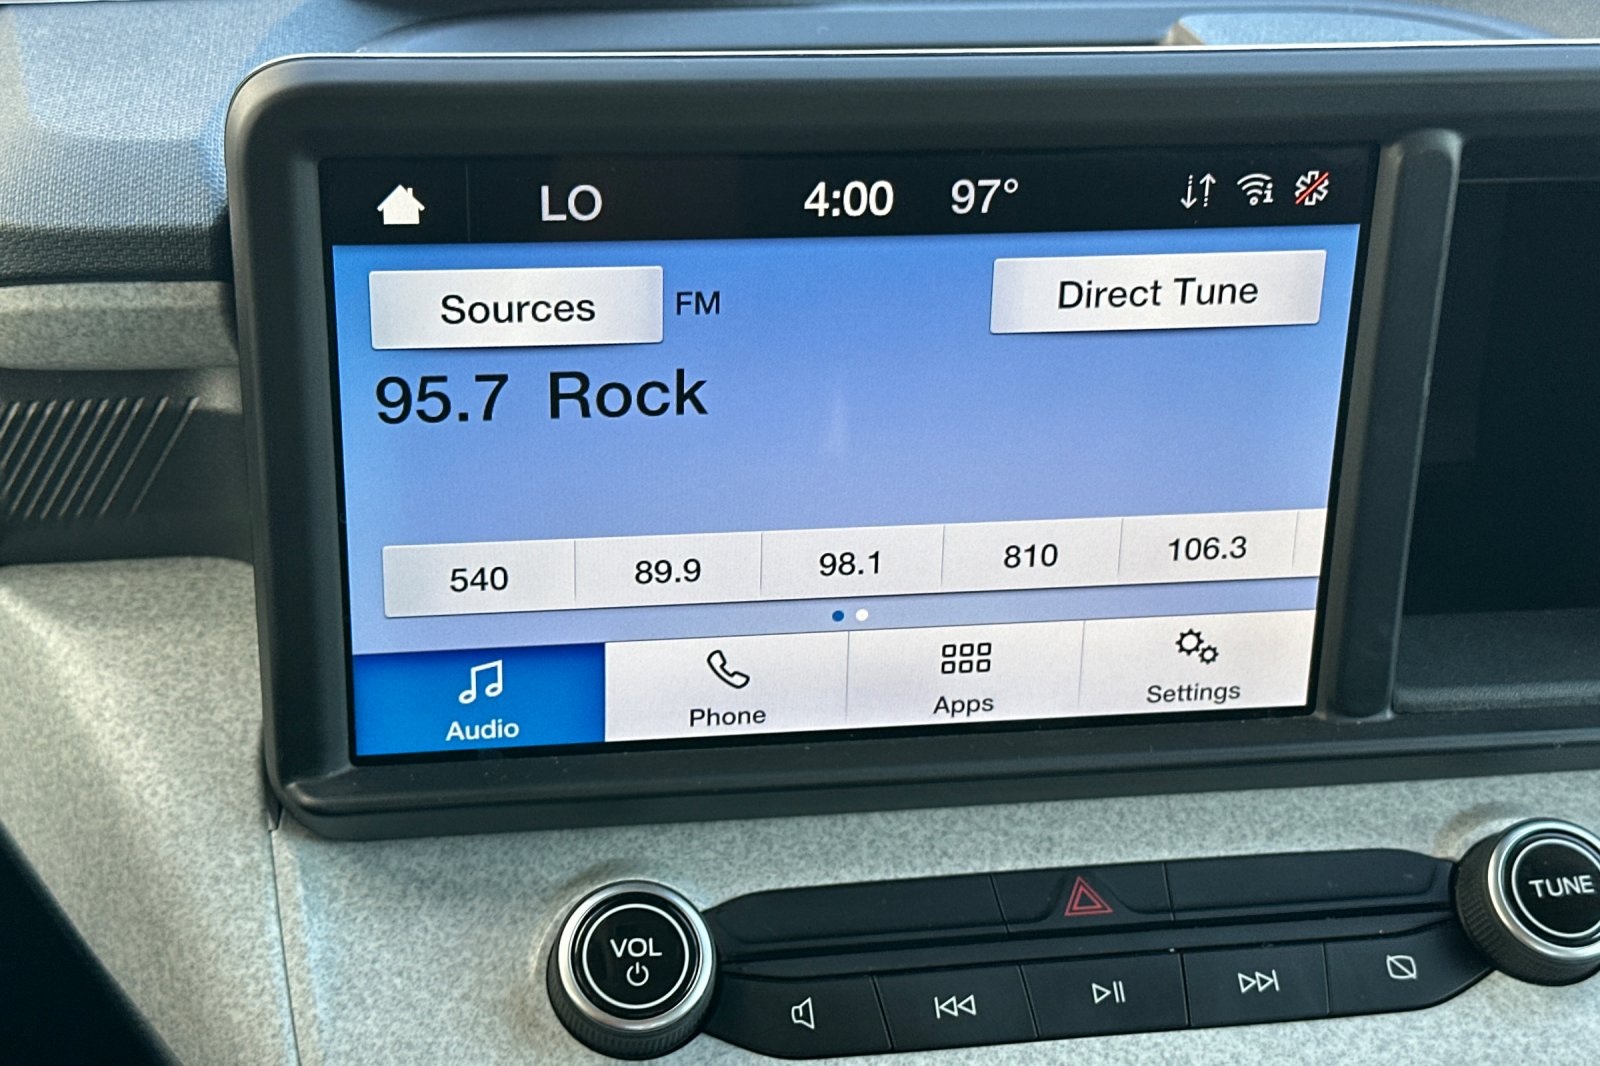 LO 4:00 97°
Sources FM Direct Tune
95.7 Rock
540 89.9 98.1 810 106.3
Audio Phone Apps Settings
VOL
TUNE